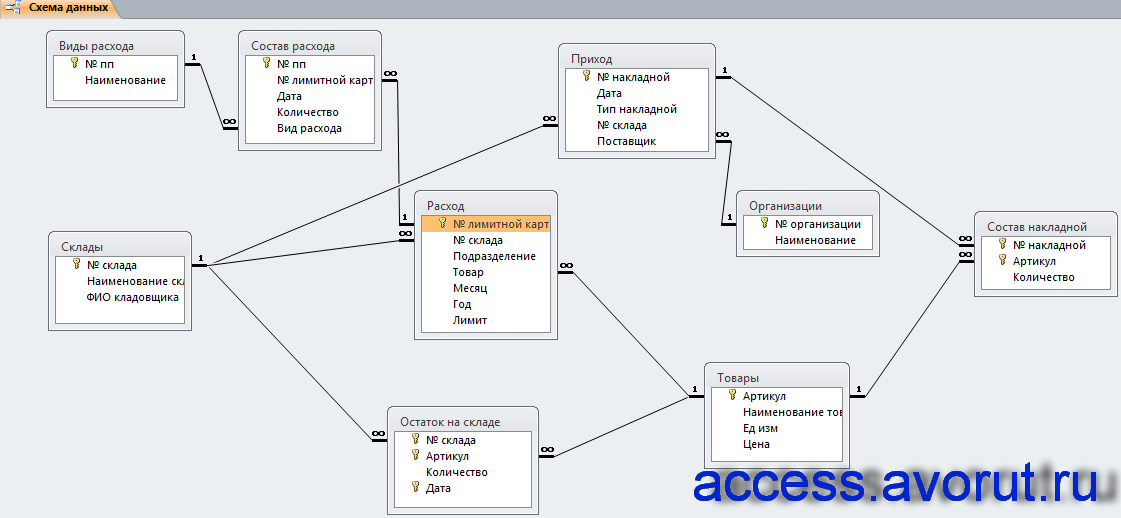 Схема данных
Виды расхода
№ пп
Наименование
Состав расхода
№ пп
№ лимитной карт
Дата
Количество
Вид расхода
Приход
№ накладной
Дата
Тип накладной
№ склада
Поставщик
Расход
№ лимитной карт
№ склада
Подразделение
Товар
Месяц
Год
Лимит
Организации
№ организации
Наименование
Состав накладной
№ накладной
Артикул
Количество
Склады
№ склада
Наименование скл
ФИО кладовщика
Остаток на складе
№ склада
Артикул
Количество
Дата
Товары
Артикул
Наименование тов
Ед изм
Цена
1
∞
∞
1
∞
1
∞
1
∞
1
∞
1
∞
∞
∞
1
∞
1
access.avorut.ru